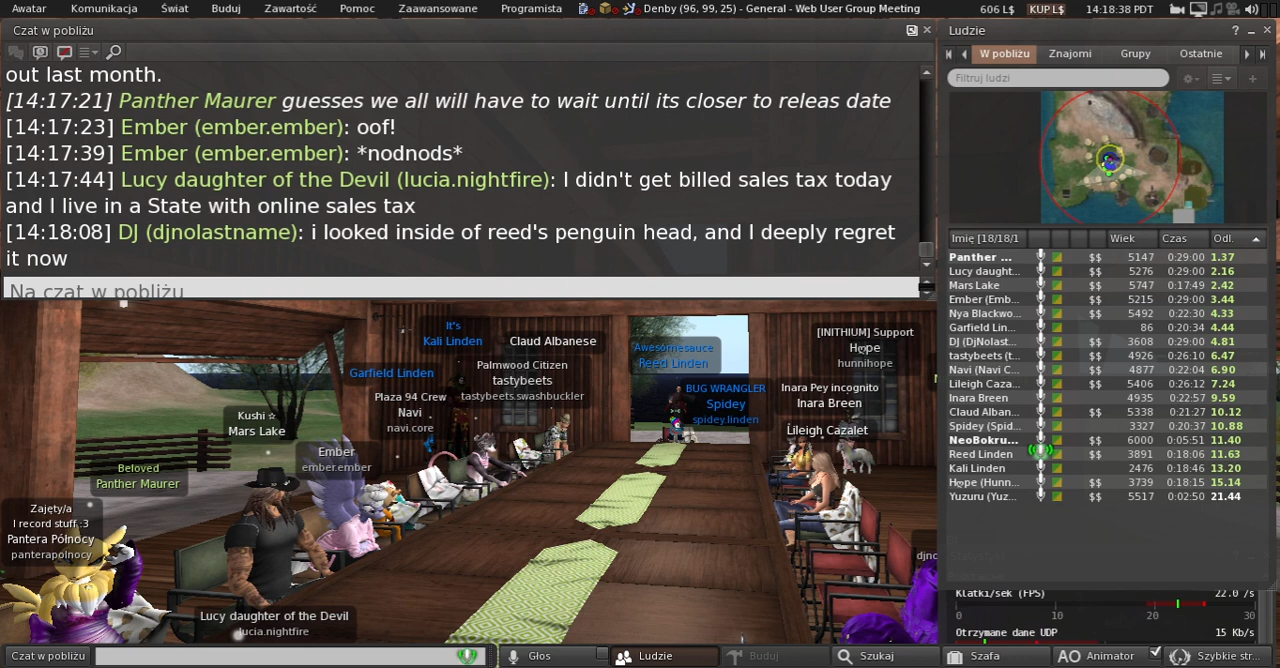 Awatar Komunikacja Świat Buduj Zawartość Pomoc Zaawansowane Programista Denby (96, 99, 25) - General - Web User Group Meeting 606 L$ KUP L$ 14:18:38 PDT
Czat w pobliżu
out last month.
[14:17:21] Panther Maurer guesses we all will have to wait until its closer to releas date
[14:17:23] Ember (ember.ember): oof!
[14:17:39] Ember (ember.ember): *nodnods*
[14:17:44] Lucy daughter of the Devil (lucia.nightfire): I didn't get billed sales tax today
and I live in a State with online sales tax
[14:18:08] DJ (djnolastname): i looked inside of reed's penguin head, and I deeply regret
it now
Na czat w pobliżu
Ludzie
W pobliżu Znajomi Grupy Ostatnie
Filtruj ludzi
Imię [18/18/1 Wiek Czas Odl.
Panther ... $$ 5147 0:29:00 1.37
Lucy daught... $$ 5276 0:29:00 2.16
Mars Lake $$ 5747 0:17:49 2.42
Ember (Emb... $$ 5215 0:29:00 3.44
Nya Blackwo... $$ 5492 0:22:30 4.33
Garfield Lin... 86 0:20:34 4.44
DJ (DjNolast... $$ 3608 0:29:00 4.81
tastybeets (t... $$ 4926 0:26:10 6.47
Navi (Navi C... $$ 4877 0:22:04 6.90
Lileigh Caza... $$ 5406 0:26:12 7.24
Inara Breen 4935 0:22:57 9.59
Claud Alban... $$ 5338 0:21:27 10.12
Spidey (Spid... 3327 0:20:37 10.88
NeoBokru... $$ 6000 0:05:51 11.40
Reed Linden $$ 3891 0:18:06 11.63
Kali Linden 2476 0:18:46 13.20
Hope (Hunn... $$ 3739 0:18:15 15.14
Yuzuru (Yuz... $$ 5517 0:02:50 21.44
Klatki/sek (FPS) 22.0 /s
0 10 20 30
Otrzymane dane UDP 15 Kb/s
It's
Kali Linden
Garfield Linden
Claud Albanese
Palmwood Citizen
tastybeets
tastybeets.swashbuckler
Plaza 94 Crew
Navi
navi.core
Awesomesauce
Reed Linden
BUG WRANGLER
Spidey
spidey.linden
[INITHIUM] Support
Hope
hunnihope
Inara Pey incognito
Inara Breen
Lileigh Cazalet
Kushi ☆
Mars Lake
Ember
ember.ember
Beloved
Panther Maurer
Zajęty/a
I record stuff :3
Pantera Północy
panterapolnocy
Lucy daughter of the Devil
lucia.nightfire
djnc
Czat w pobliżu Głos Ludzie Buduj Szukaj Szafa AO Animator Szybkie str...